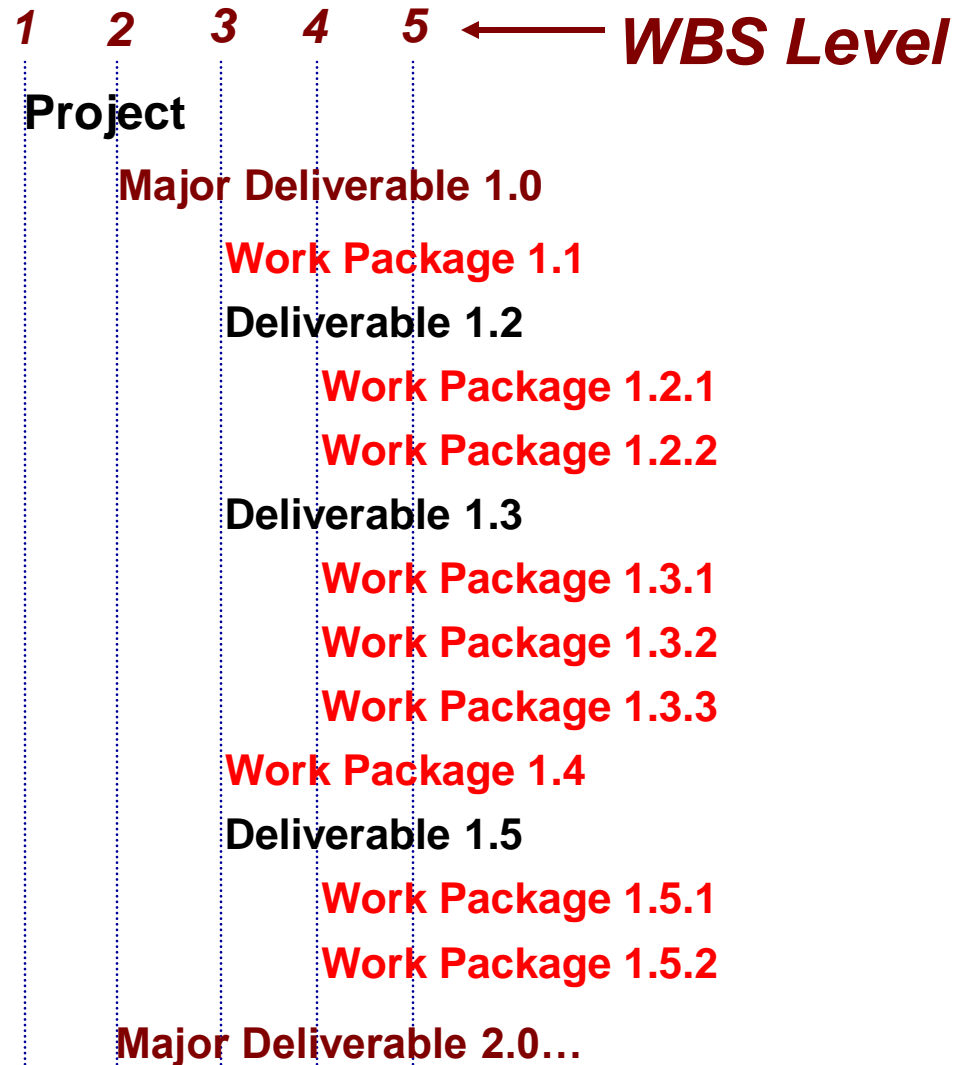 1 2 3 4 5 WBS Level
Project
Major Deliverable 1.0
Work Package 1.1
Deliverable 1.2
Work Package 1.2.1
Work Package 1.2.2
Deliverable 1.3
Work Package 1.3.1
Work Package 1.3.2
Work Package 1.3.3
Work Package 1.4
Deliverable 1.5
Work Package 1.5.1
Work Package 1.5.2
Major Deliverable 2.0…